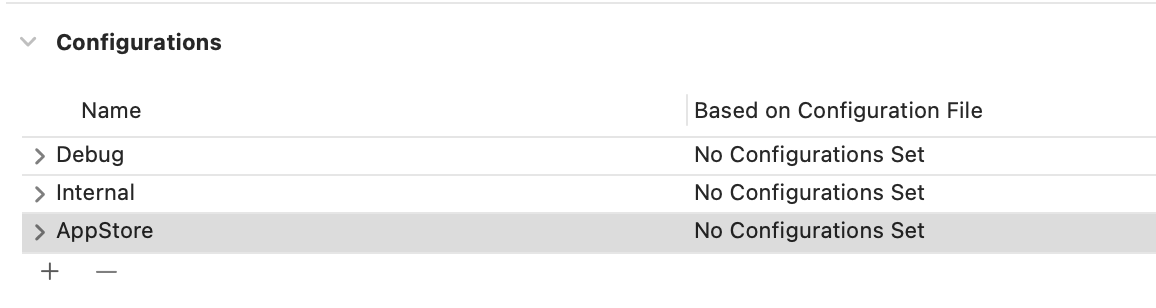 Configurations
Name Based on Configuration File
Debug No Configurations Set
Internal No Configurations Set
AppStore No Configurations Set